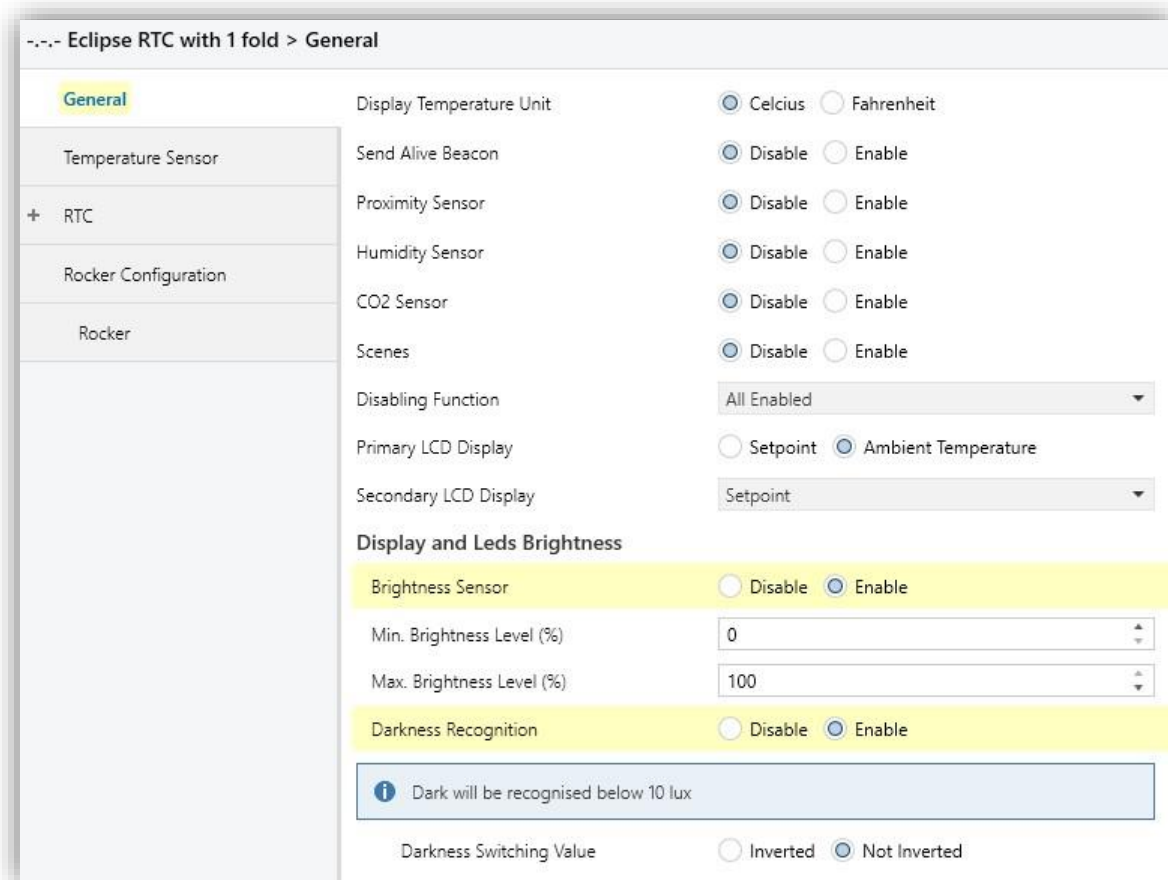 -.-.- Eclipse RTC with 1 fold > General
General
Temperature Sensor
+ RTC
Rocker Configuration
Rocker
Display Temperature Unit Celcius Fahrenheit
Send Alive Beacon Disable Enable
Proximity Sensor Disable Enable
Humidity Sensor Disable Enable
CO2 Sensor Disable Enable
Scenes Disable Enable
Disabling Function All Enabled
Primary LCD Display Setpoint Ambient Temperature
Secondary LCD Display Setpoint
Display and Leds Brightness
Brightness Sensor Disable Enable
Min. Brightness Level (%) 0
Max. Brightness Level (%) 100
Darkness Recognition Disable Enable
Dark will be recognised below 10 lux
Darkness Switching Value Inverted Not Inverted